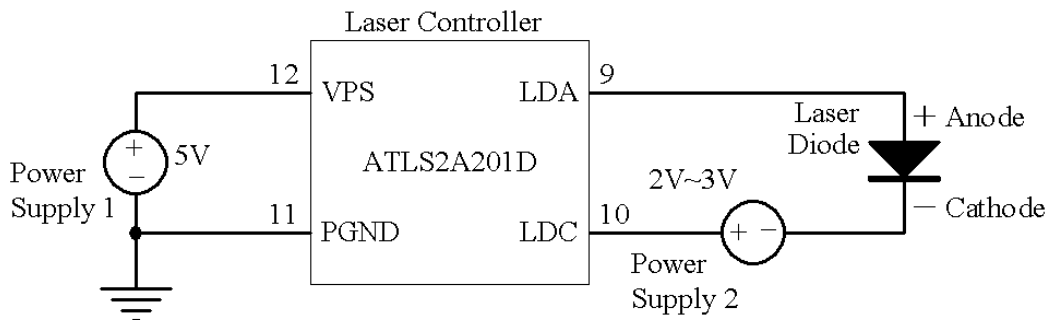 Laser Controller
12
VPS
LDA
9
+
5V
−
Power
Supply 1
ATLS2A201D
Laser
Diode
+ Anode
− Cathode
2V~3V
11
PGND
LDC
10
+ −
Power
Supply 2